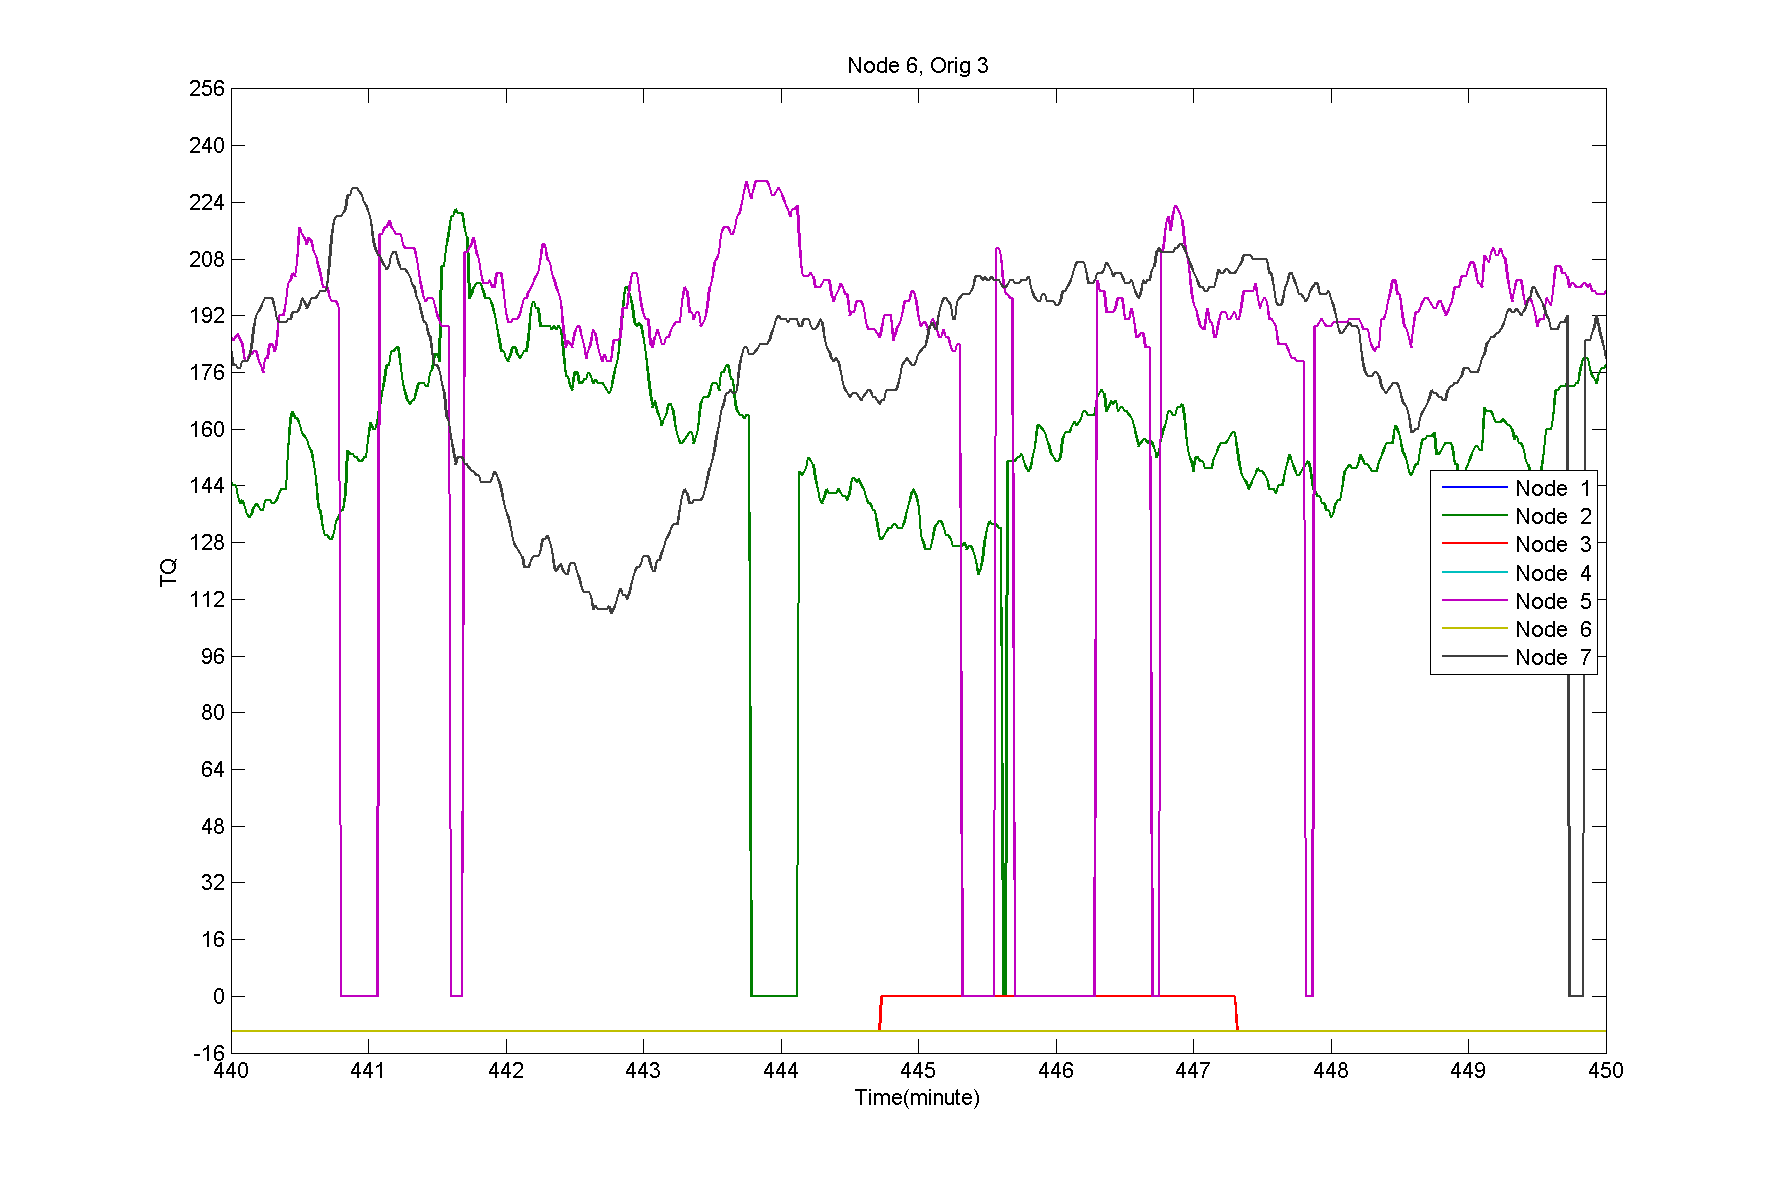 Node 6, Orig 3
256
240
224
208
192
176
160
144
128
112
96
80
64
48
32
16
0
-16
TQ
Node 1
Node 2
Node 3
Node 4
Node 5
Node 6
Node 7
440 441 442 443 444 445 446 447 448 449 450
Time(minute)